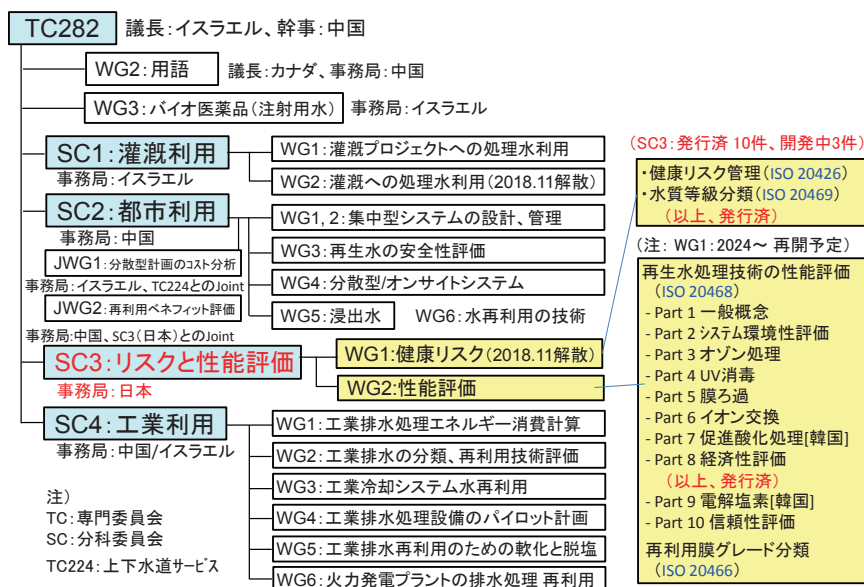 TC282 議長:イスラエル、幹事:中国
WG2:用語 議長:カナダ、事務局:中国
WG3:バイオ医薬品(注射用水) 事務局:イスラエル
SC1:灌漑利用
事務局:イスラエル
WG1:灌漑プロジェクトへの処理水利用
WG2:灌漑への処理水利用(2018.11解散)
SC2:都市利用
事務局:中国
JWG1:分散型計画のコスト分析
事務局:イスラエル、TC224とのJoint
JWG2:再利用ベネフィット評価
事務局:中国、SC3(日本)とのJoint
WG1, 2:集中型システムの設計、管理
WG3:再生水の安全性評価
WG4:分散型/オンサイトシステム
WG5:浸出水 WG6:水再利用の技術
SC3:リスクと性能評価
事務局:日本
WG1:健康リスク(2018.11解散)
WG2:性能評価
SC4:工業利用
事務局:中国/イスラエル
WG1:工業排水処理エネルギー消費計算
WG2:工業排水の分類、再利用技術評価
WG3:工業冷却システム水再利用
WG4:工業排水処理設備のパイロット計画
WG5:工業排水再利用のための軟化と脱塩
WG6:火力発電プラントの排水処理 再利用
注)
TC:専門委員会
SC:分科委員会
TC224:上下水道サービス
(SC3:発行済 10件、開発中3件)
・健康リスク管理(ISO 20426)
・水質等級分類(ISO 20469)
(以上、発行済)
(注: WG1:2024~ 再開予定)
再生水処理技術の性能評価
(ISO 20468)
- Part 1 一般概念
- Part 2 システム環境性評価
- Part 3 オゾン処理
- Part 4 UV消毒
- Part 5 膜ろ過
- Part 6 イオン交換
- Part 7 促進酸化処理[韓国]
- Part 8 経済性評価
(以上、発行済)
- Part 9 電解塩素[韓国]
- Part 10 信頼性評価
再利用膜グレード分類
(ISO 20466)